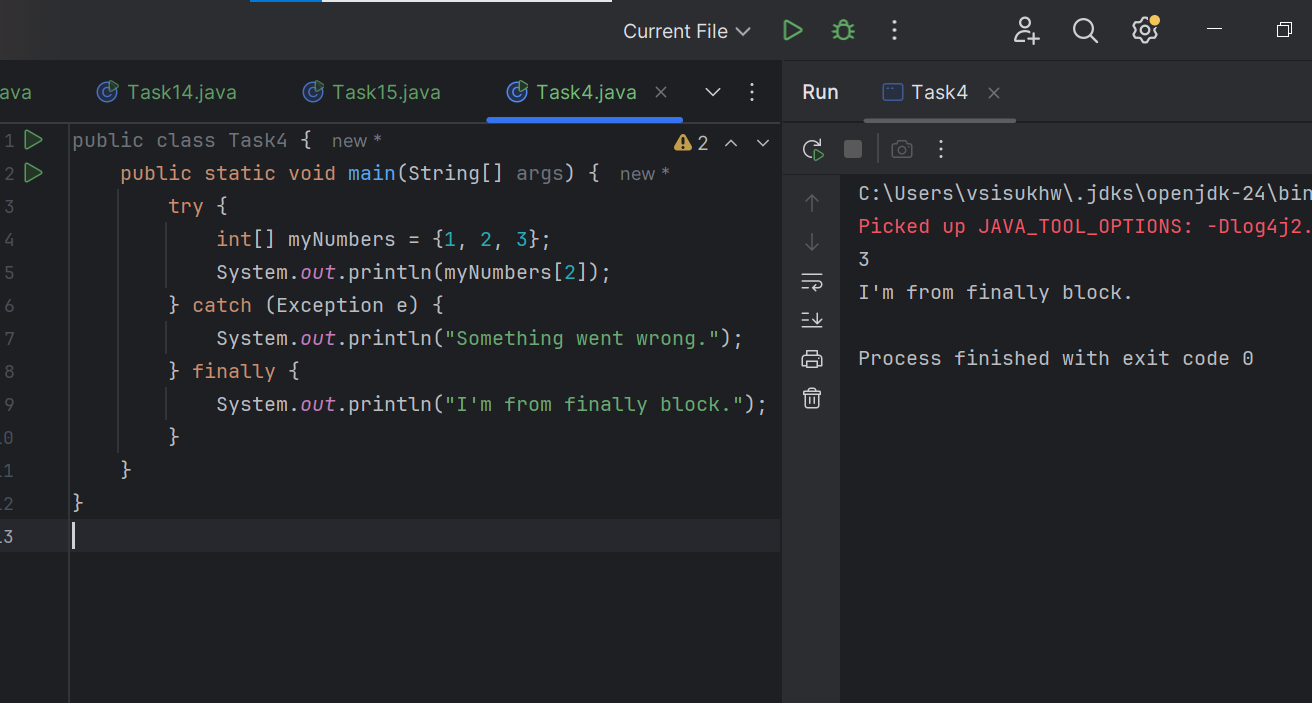 Current File
ava Task14.java Task15.java Task4.java
Run Task4
1 public class Task4 { new *
2 public static void main(String[] args) { new *
3 try {
4 int[] myNumbers = {1, 2, 3};
5 System.out.println(myNumbers[2]);
6 } catch (Exception e) {
7 System.out.println("Something went wrong.");
8 } finally {
9 System.out.println("I'm from finally block.");
0 }
1 }
2 }
3
2
C:\Users\vsisukhw\.jdks\openjdk-24\bin
Picked up JAVA_TOOL_OPTIONS: -Dlog4j2.
3
I'm from finally block.
Process finished with exit code 0